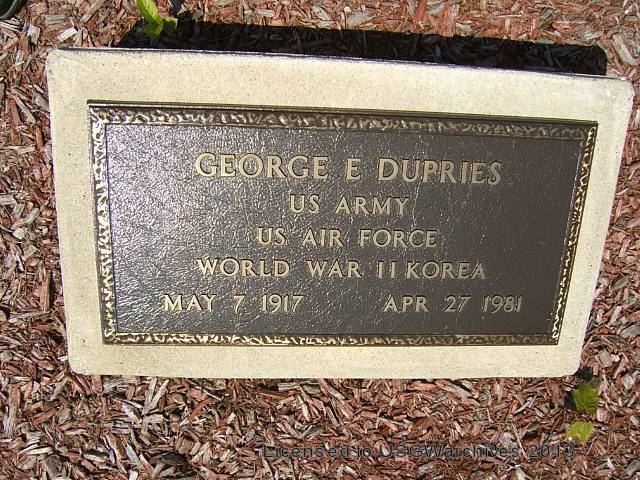 GEORGE E DUPRIES
US ARMY
US AIR FORCE
WORLD WAR II KOREA
MAY 7 1917 APR 27 1981
Licensed to USGWarchives 2013